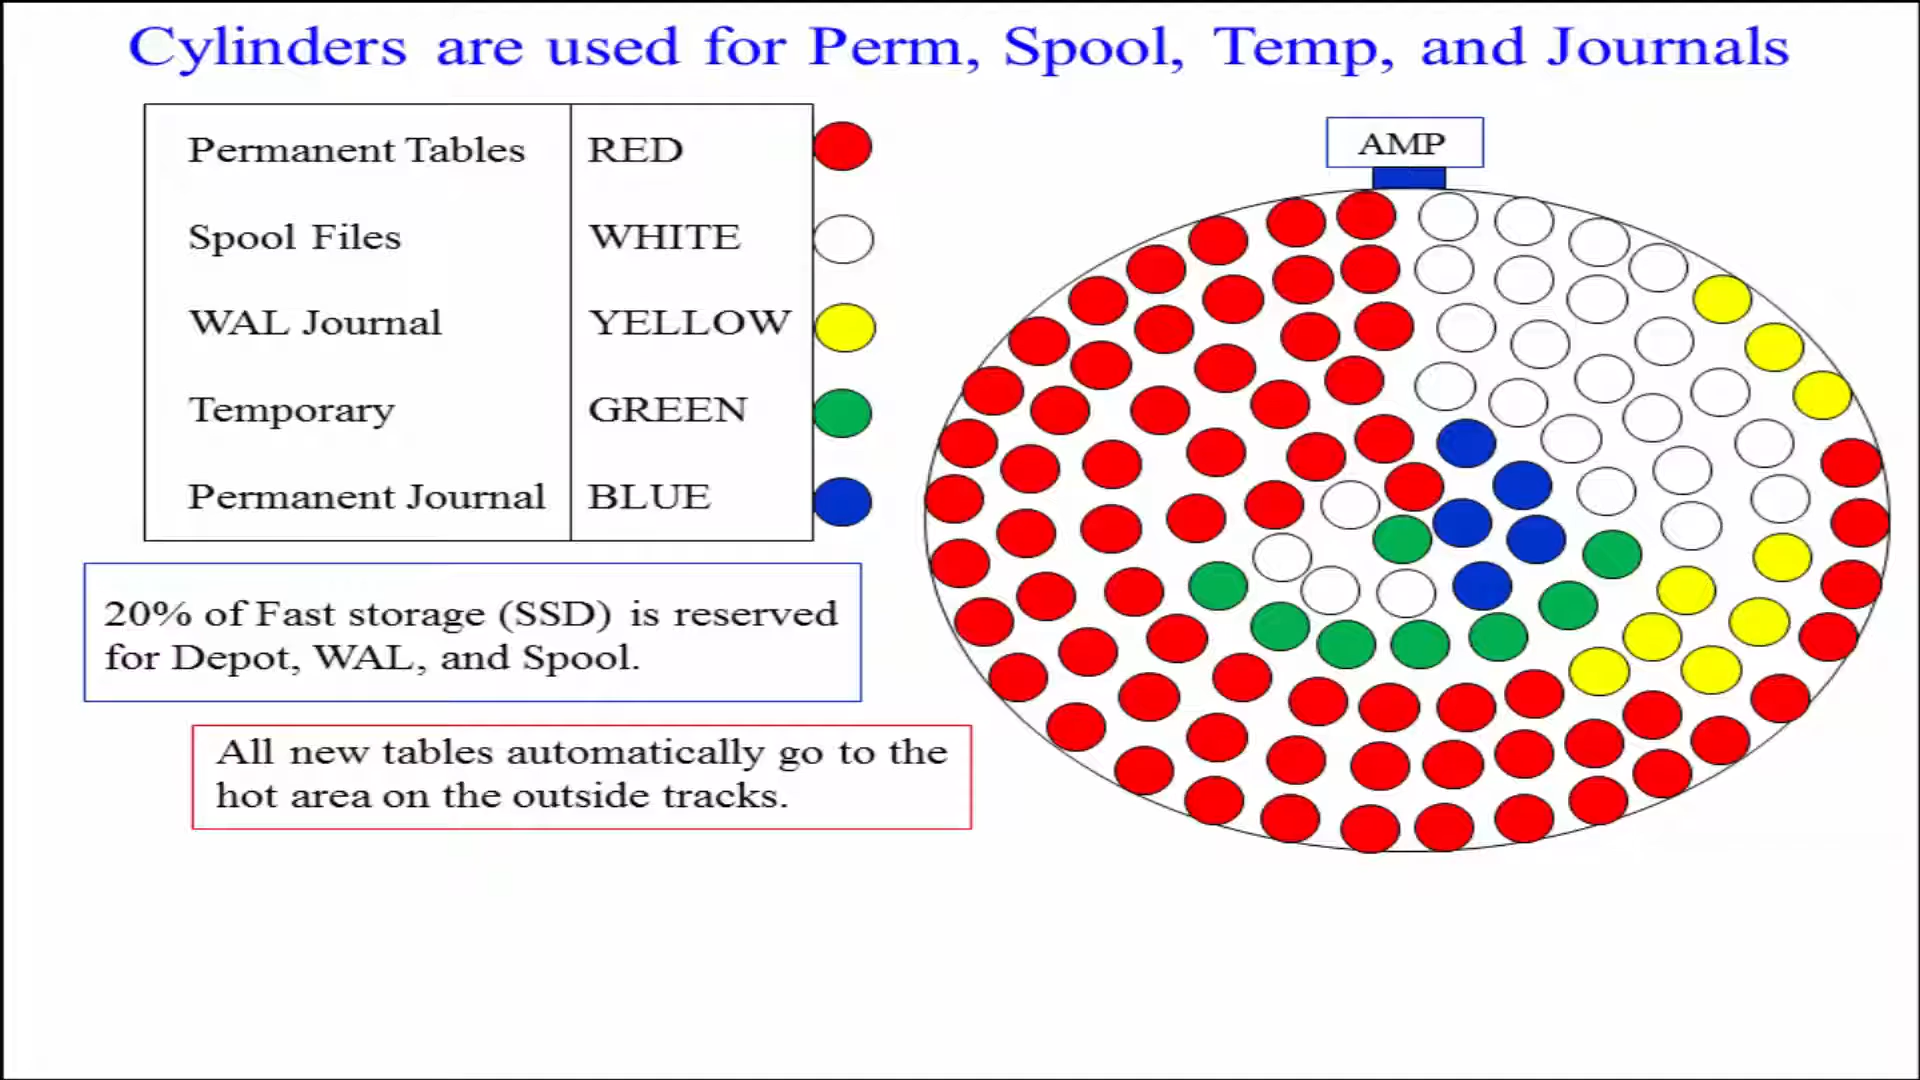 Cylinders are used for Perm, Spool, Temp, and Journals
AMP
Permanent Tables RED
Spool Files WHITE
WAL Journal YELLOW
Temporary GREEN
Permanent Journal BLUE
20% of Fast storage (SSD) is reserved
for Depot, WAL, and Spool.
All new tables automatically go to the
hot area on the outside tracks.